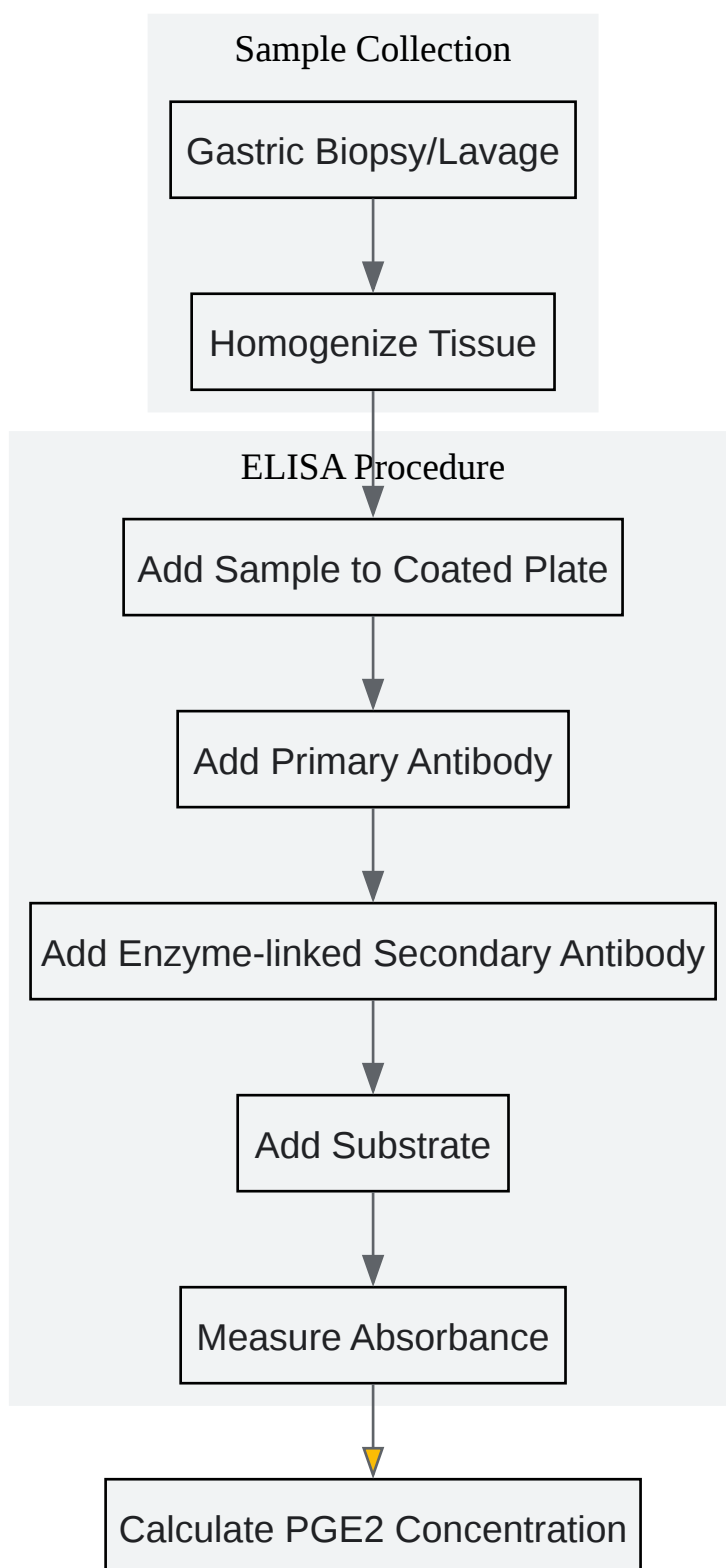 Sample Collection
Gastric Biopsy/Lavage
Homogenize Tissue
ELISA Procedure
Add Sample to Coated Plate
Add Primary Antibody
Add Enzyme-linked Secondary Antibody
Add Substrate
Measure Absorbance
Calculate PGE2 Concentration